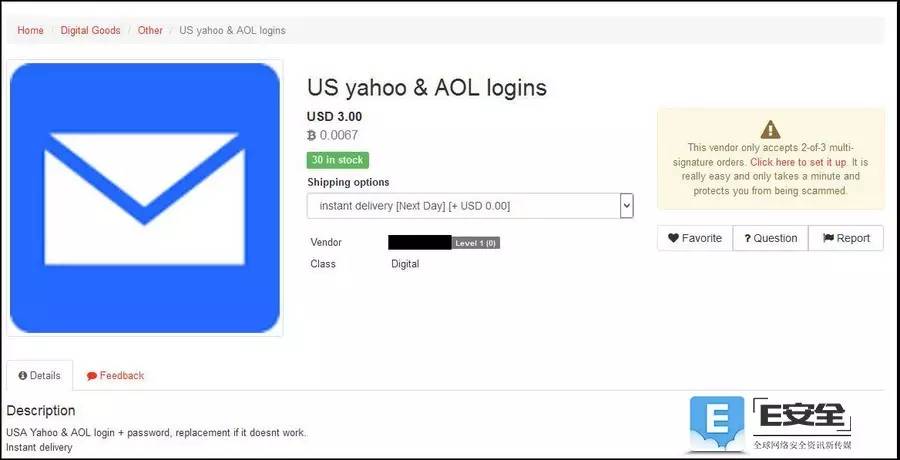 Home / Digital Goods / Other / US yahoo & AOL logins
US yahoo & AOL logins
USD 3.00
฿ 0.0067
30 in stock
Shipping options
instant delivery [Next Day] [+ USD 0.00]
Vendor Level 1 (0)
Class Digital
This vendor only accepts 2-of-3 multi-
signature orders. Click here to set it up. It is
really easy and only takes a minute and
protects you from being scammed.
Favorite ? Question Report
Details Feedback
Description
USA Yahoo & AOL login + password, replacement if it doesnt work.
Instant delivery
E
E安全
全球网络安全资讯新传媒